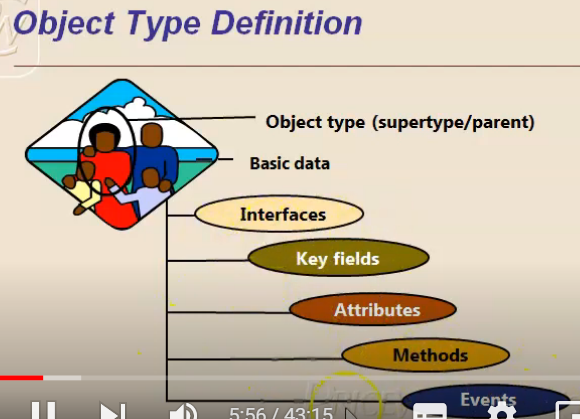 Object Type Definition
Object type (supertype/parent)
Basic data
Interfaces
Key fields
Attributes
Methods
Events
5:56 / 43:15